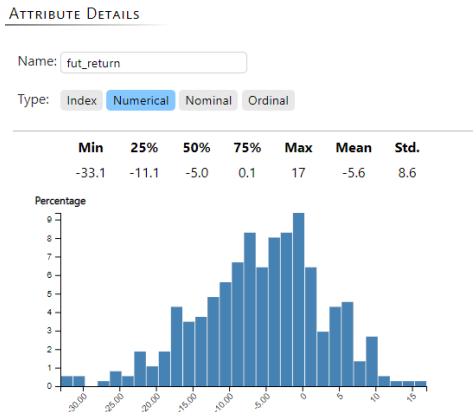 ATTRIBUTE DETAILS
Name: fut_return
Type: Index Numerical Nominal Ordinal
Min 25% 50% 75% Max Mean Std.
-33.1 -11.1 -5.0 0.1 17 -5.6 8.6
Percentage
9
8
7
6
5
4
3
2
1
0
-30.00 -25.00 -20.00 -15.00 -10.00 -5.00 0 5 10 15